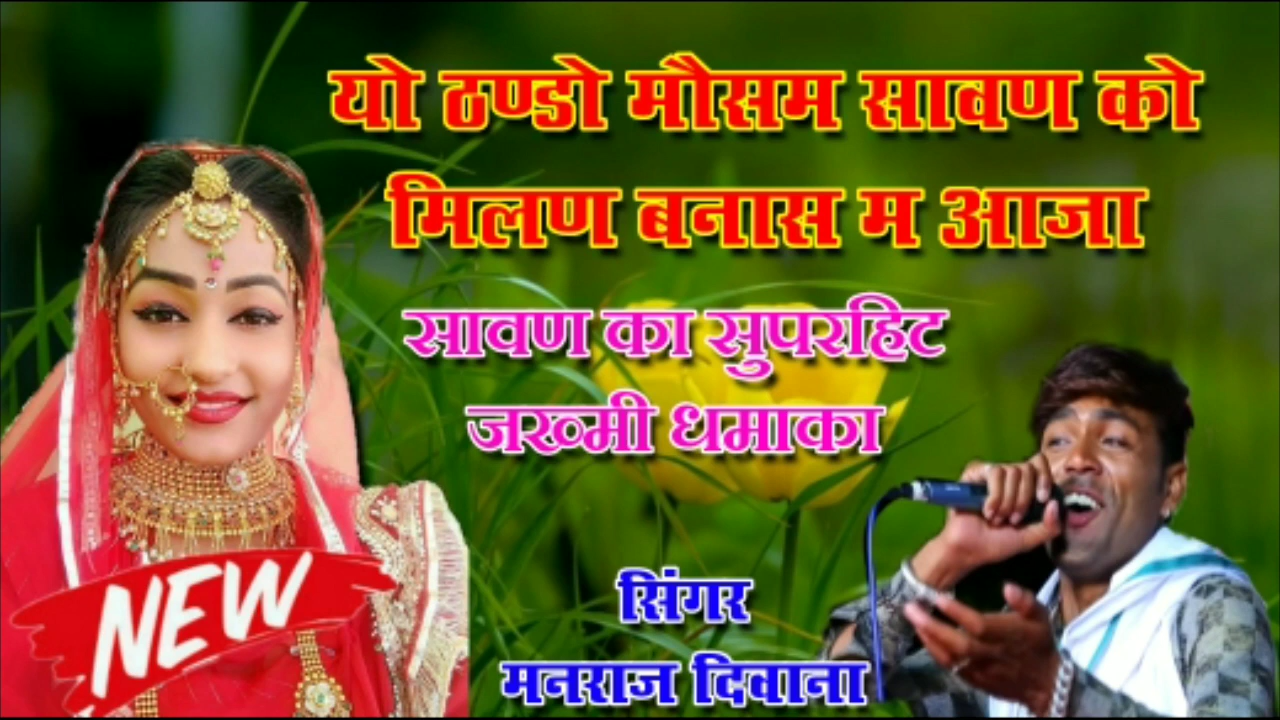 यो ठण्डो मौसम सावण को
मिलण बनास म आजा
सावण का सुपरहिट
जख्मी धमाका
NEW
सिंगर
मनराज दिवाना